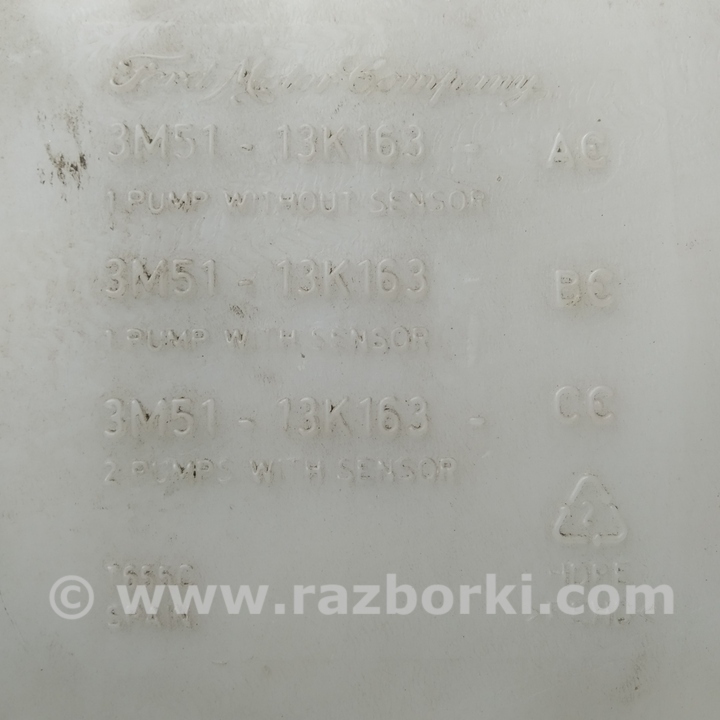 Ford Motor Company
3M51 - 13K163 - AC
1 PUMP WITHOUT SENSOR
3M51 - 13K163 - BC
1 PUMP WITH SENSOR
3M51 - 13K163 - CC
2 PUMPS WITH SENSOR
2
HDPE
© www.razborki.com